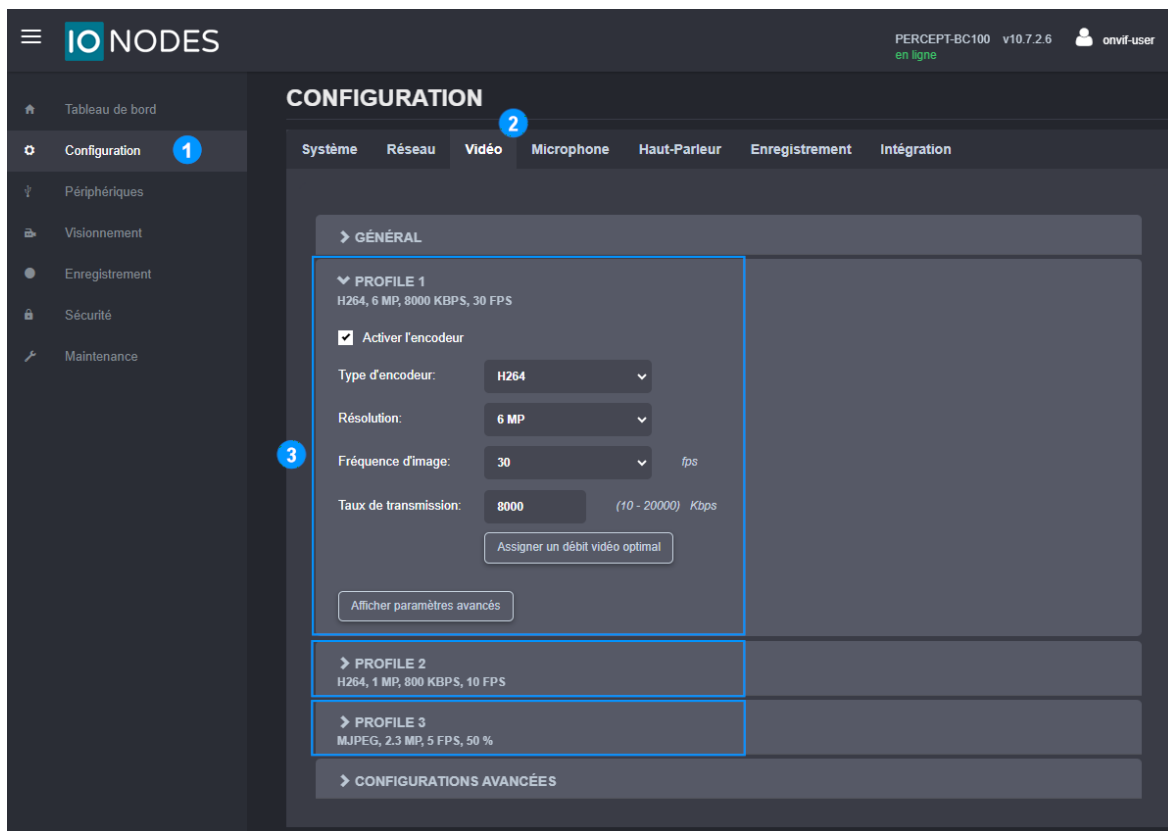 IO NODES
PERCEPT-BC100 v10.7.2.6
en ligne
onvif-user
Tableau de bord
Configuration 1
Périphériques
Visionnement
Enregistrement
Sécurité
Maintenance
CONFIGURATION
2
Système Réseau Vidéo Microphone Haut-Parleur Enregistrement Intégration
GÉNÉRAL
3
PROFILE 1
H264, 6 MP, 8000 KBPS, 30 FPS
Activer l'encodeur
Type d'encodeur: H264
Résolution: 6 MP
Fréquence d'image: 30 fps
Taux de transmission: 8000 (10 - 20000) Kbps
Assigner un débit vidéo optimal
Afficher paramètres avancés
PROFILE 2
H264, 1 MP, 800 KBPS, 10 FPS
PROFILE 3
MJPEG, 2.3 MP, 5 FPS, 50 %
CONFIGURATIONS AVANCÉES